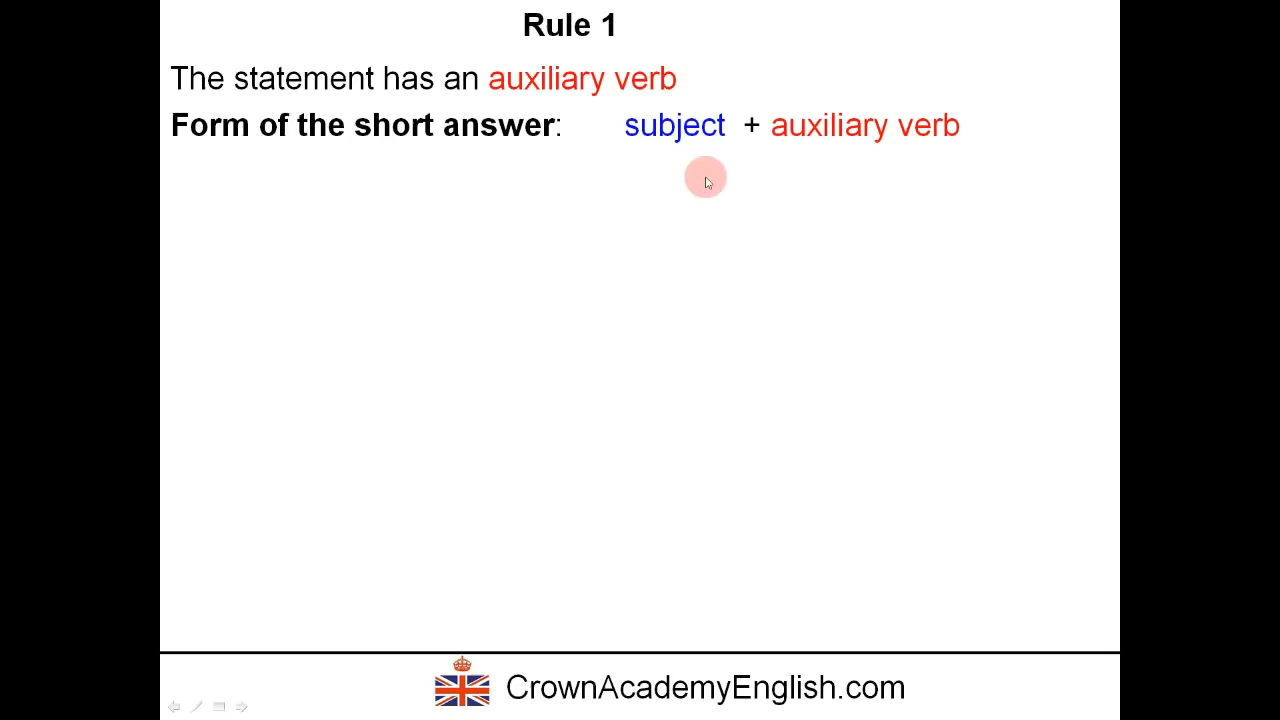 Rule 1
The statement has an auxiliary verb
Form of the short answer: subject + auxiliary verb
CrownAcademyEnglish.com